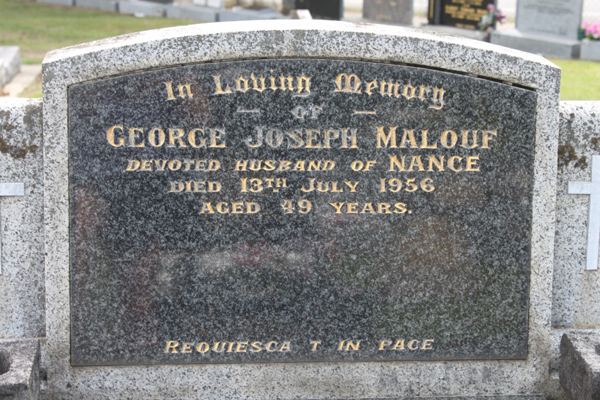 In Loving Memory
— OF —
GEORGE JOSEPH MALOUF
DEVOTED HUSBAND OF NANCE
DIED 13TH JULY 1956
AGED 49 YEARS.
REQUIESCA T IN PACE